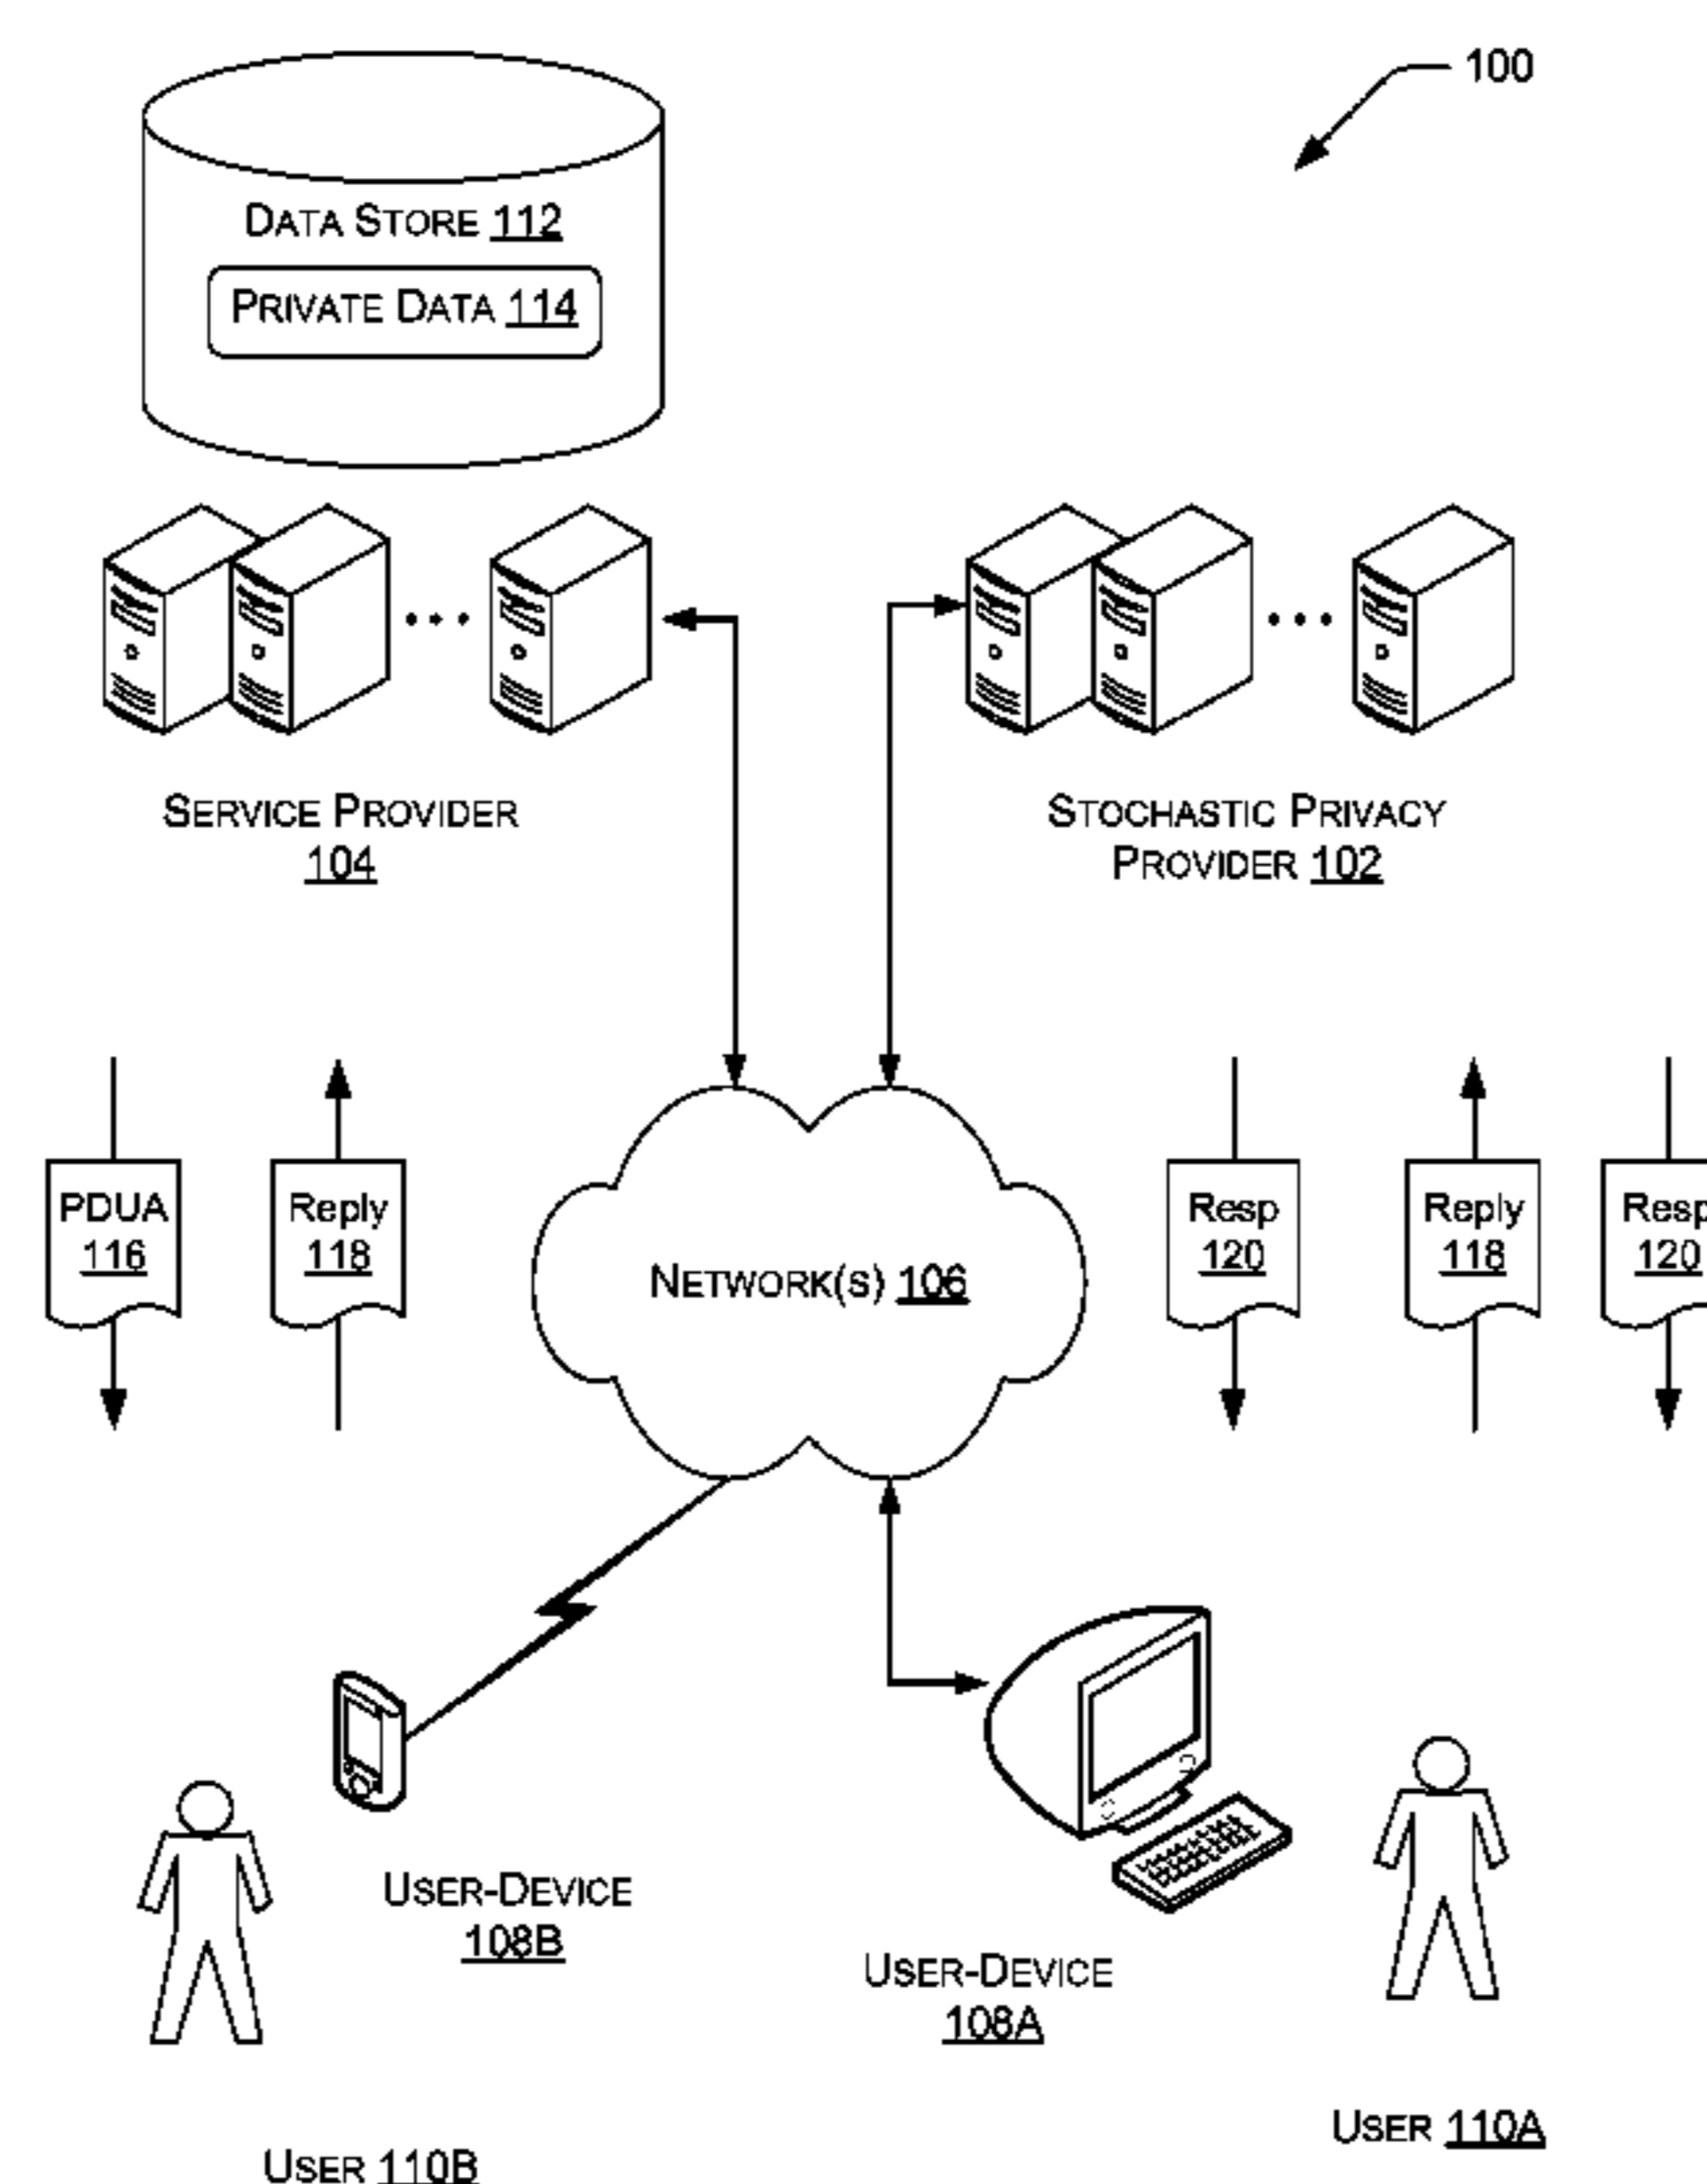 100
DATA STORE 112
PRIVATE DATA 114
SERVICE PROVIDER
104
STOCHASTIC PRIVACY
PROVIDER 102
PDUA
116
Reply
118
NETWORK(S) 106
Resp
120
Reply
118
Resp
120
USER-DEVICE
108B
USER-DEVICE
108A
USER 110A
USER 110B